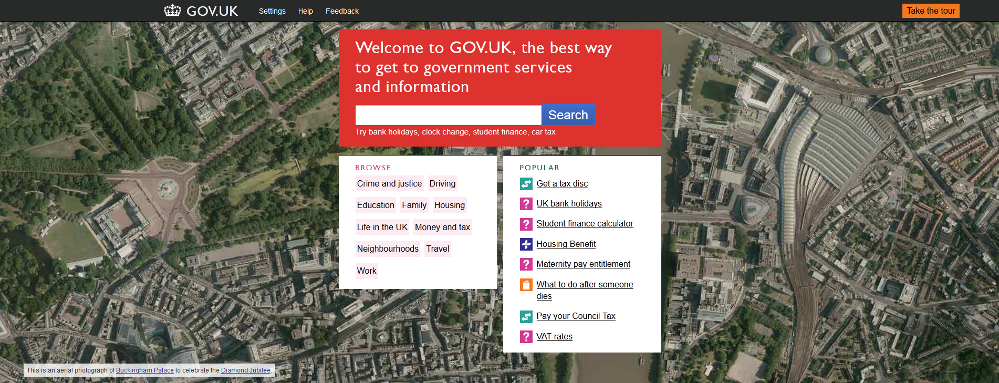 GOV.UK
Settings
Help
Feedback
Take the tour
Welcome to GOV.UK, the best way
to get to government services
and information
Search
Try bank holidays, clock change, student finance, car tax
BROWSE
Crime and justice
Driving
Education
Family
Housing
Life in the UK
Money and tax
Neighbourhoods
Travel
Work
POPULAR
Get a tax disc
UK bank holidays
Student finance calculator
Housing Benefit
Maternity pay entitlement
What to do after someone
dies
Pay your Council Tax
VAT rates
This is an aerial photograph of Buckingham Palace to celebrate the Diamond Jubilee.